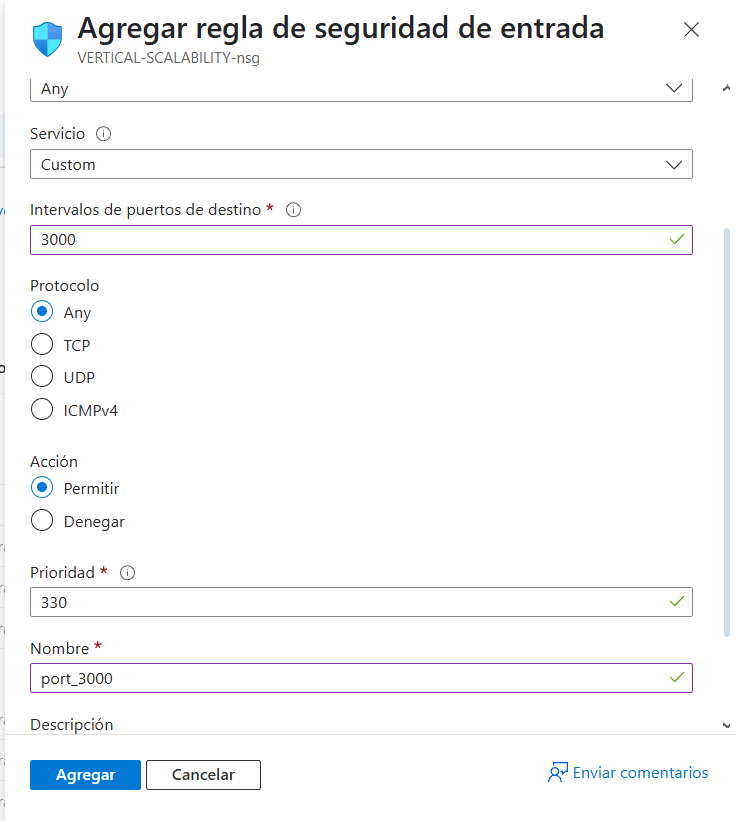 Agregar regla de seguridad de entrada
VERTICAL-SCALABILITY-nsg
Any
Servicio
Custom
Intervalos de puertos de destino *
3000
Protocolo
Any
TCP
UDP
ICMPv4
Acción
Permitir
Denegar
Prioridad *
330
Nombre *
port_3000
Descripción
Agregar
Cancelar
Enviar comentarios